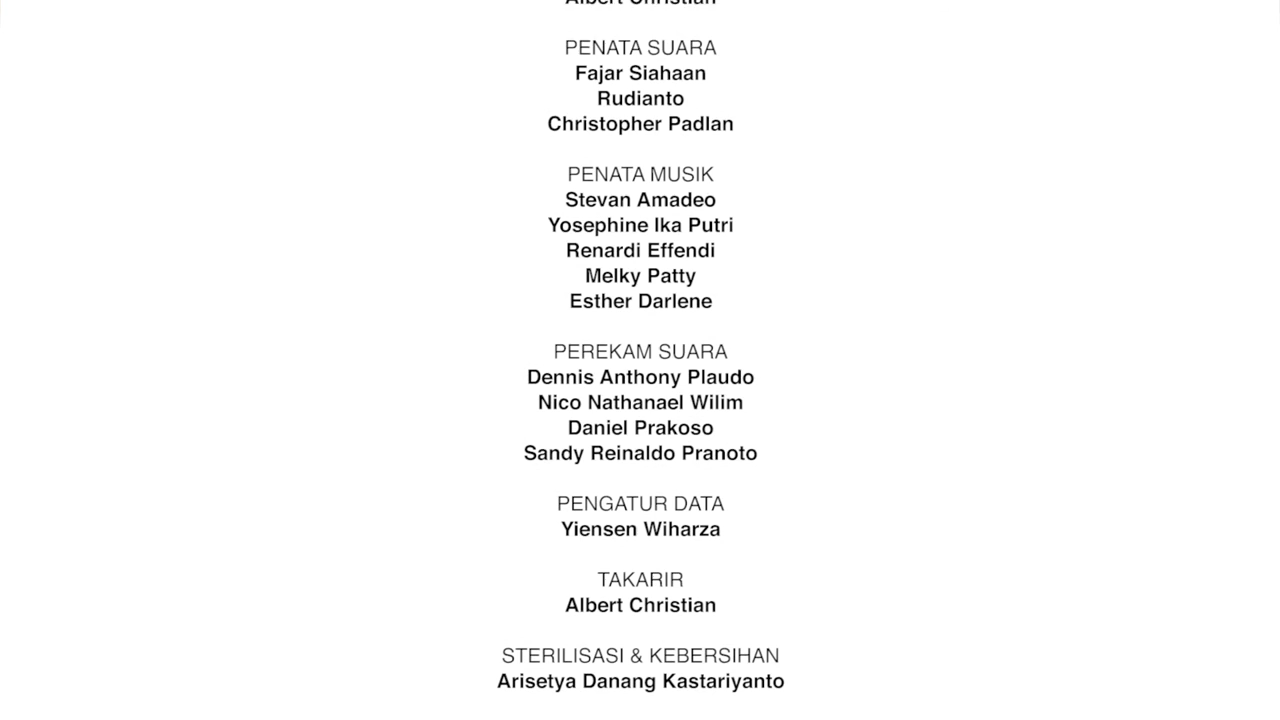 Albert Christian
PENATA SUARA
Fajar Siahaan
Rudianto
Christopher Padlan
PENATA MUSIK
Stevan Amadeo
Yosephine Ika Putri
Renardi Effendi
Melky Patty
Esther Darlene
PEREKAM SUARA
Dennis Anthony Plaudo
Nico Nathanael Wilim
Daniel Prakoso
Sandy Reinaldo Pranoto
PENGATUR DATA
Yiensen Wiharza
TAKARIR
Albert Christian
STERILISASI & KEBERSIHAN
Arisetya Danang Kastariyanto